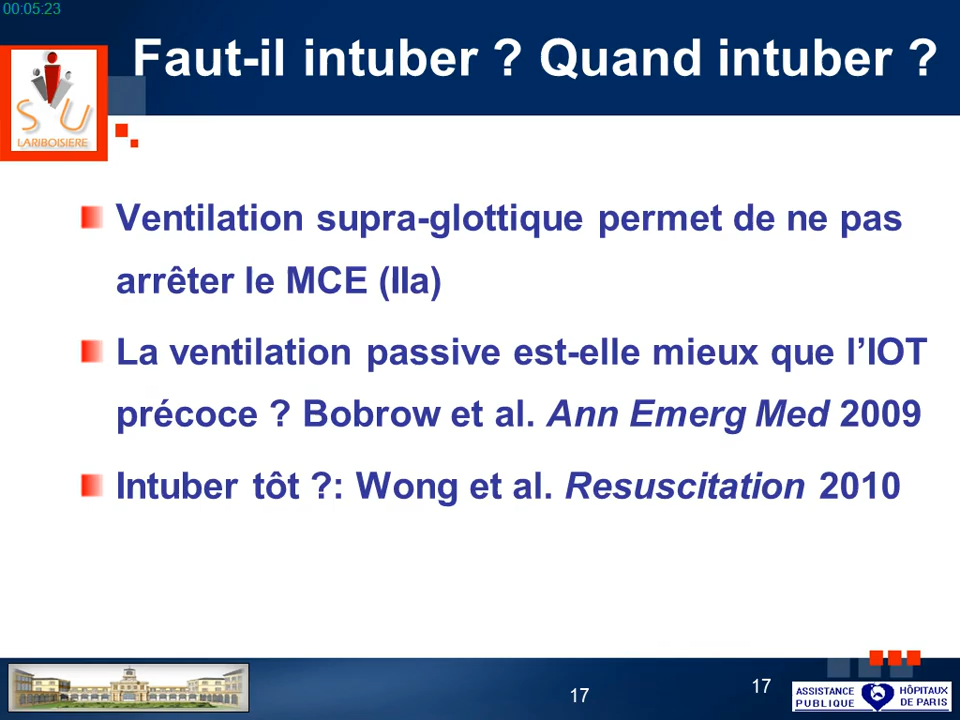 00:05:23
Faut-il intuber ? Quand intuber ?
S U
LARIBOISIERE
Ventilation supra-glottique permet de ne pas
arrêter le MCE (IIa)
La ventilation passive est-elle mieux que l’IOT
précoce ? Bobrow et al. Ann Emerg Med 2009
Intuber tôt ?: Wong et al. Resuscitation 2010
17
17
ASSISTANCE PUBLIQUE
HÔPITAUX DE PARIS